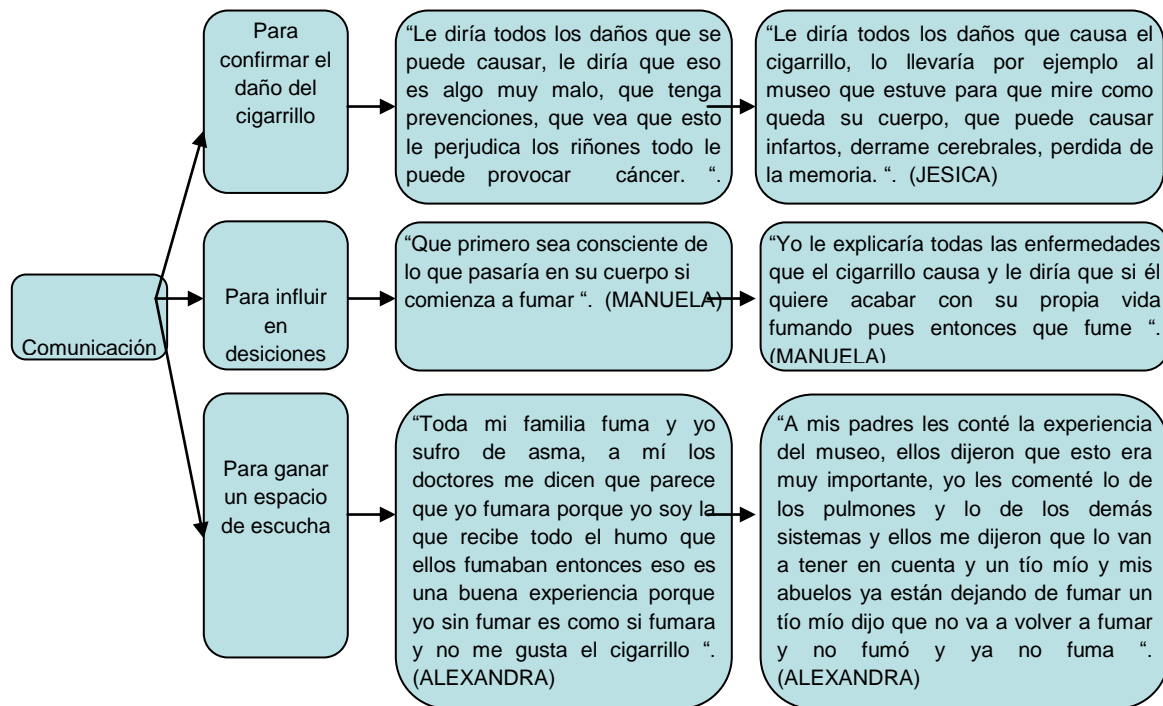 Comunicación
Para
confirmar el
daño del
cigarrillo
“Le diría todos los daños que se
puede causar, le diría que eso
es algo muy malo, que tenga
prevenciones, que vea que esto
le perjudica los riñones todo le
puede provocar cáncer. “.
“Le diría todos los daños que causa el
cigarrillo, lo llevaría por ejemplo al
museo que estuve para que mire como
queda su cuerpo, que puede causar
infartos, derrame cerebrales, perdida de
la memoria. “. (JESICA)
Para influir
en
desiciones
“Que primero sea consciente de
lo que pasaría en su cuerpo si
comienza a fumar “. (MANUELA)
“Yo le explicaría todas las enfermedades
que el cigarrillo causa y le diría que si él
quiere acabar con su propia vida
fumando pues entonces que fume “.
(MANUELA)
Para ganar
un espacio
de escucha
“Toda mi familia fuma y yo
sufro de asma, a mí los
doctores me dicen que parece
que yo fumara porque yo soy la
que recibe todo el humo que
ellos fumaban entonces eso es
una buena experiencia porque
yo sin fumar es como si fumara
y no me gusta el cigarrillo “.
(ALEXANDRA)
“A mis padres les conté la experiencia
del museo, ellos dijeron que esto era
muy importante, yo les comenté lo de
los pulmones y lo de los demás
sistemas y ellos me dijeron que lo van
a tener en cuenta y un tío mío y mis
abuelos ya están dejando de fumar un
tío mío dijo que no va a volver a fumar
y no fumó y ya no fuma “.
(ALEXANDRA)